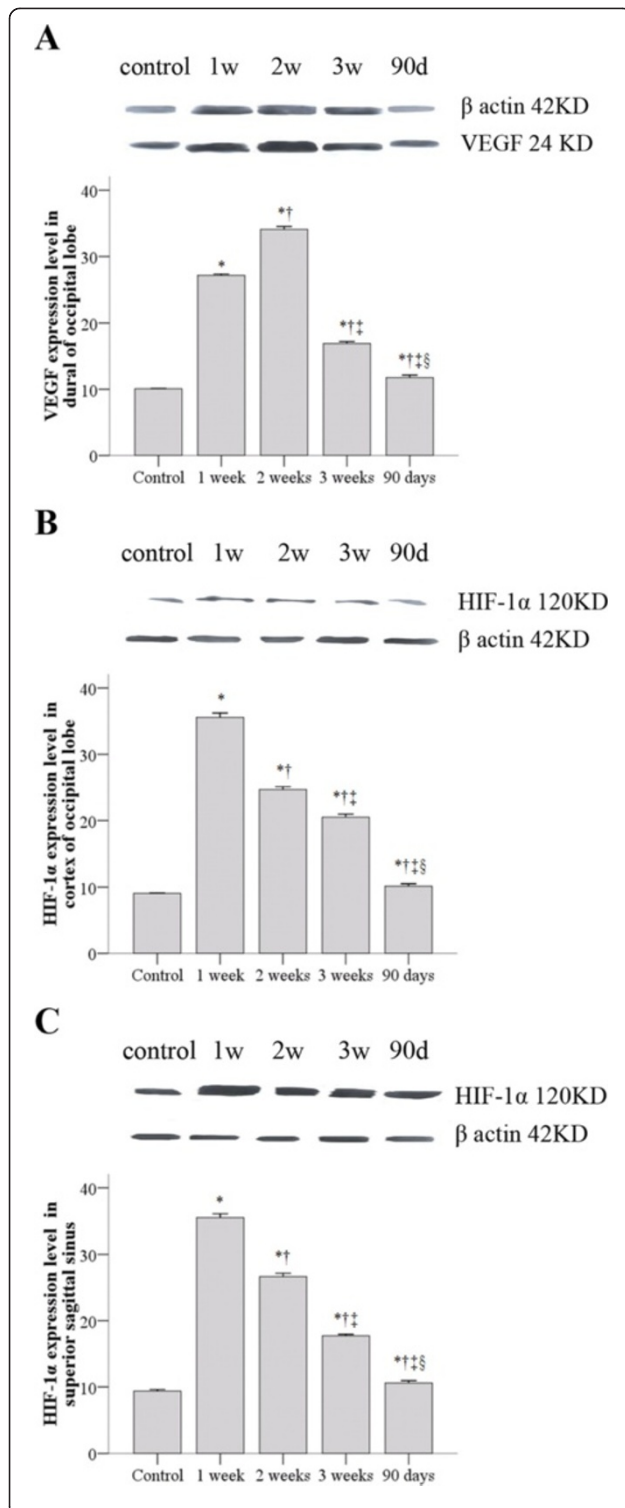 A
control 1w 2w 3w 90d
β actin 42KD
VEGF 24 KD
VEGF expression level in
dural of occipital lobe
40
30
20
10
0
*
*†
*†‡
*†‡§
Control 1 week 2 weeks 3 weeks 90 days
B
control 1w 2w 3w 90d
HIF-1α 120KD
β actin 42KD
HIF-1α expression level in
cortex of occipital lobe
40
30
20
10
0
*
*†
*†‡
*†‡§
Control 1 week 2 weeks 3 weeks 90 days
C
control 1w 2w 3w 90d
HIF-1α 120KD
β actin 42KD
HIF-1α expression level in
superior sagittal sinus
40
30
20
10
0
*
*†
*†‡
*†‡§
Control 1 week 2 weeks 3 weeks 90 days